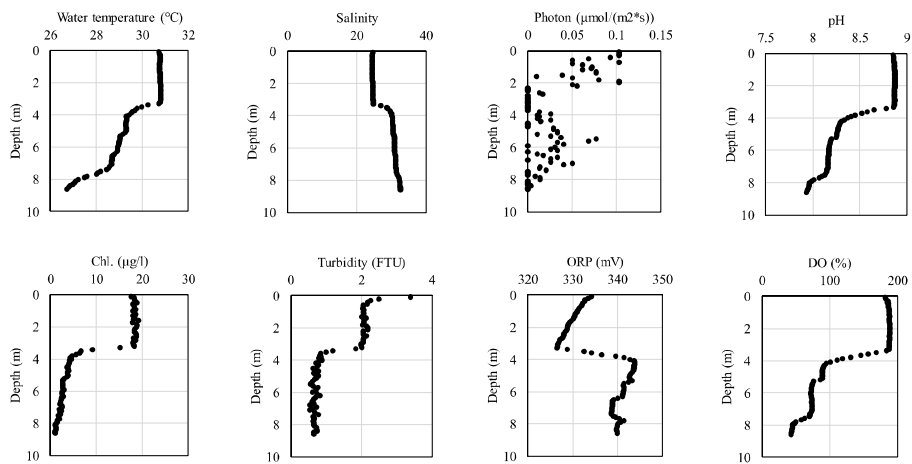 Water temperature (℃)
26 28 30 32
0
2
4
6
8
10
Depth (m)
Salinity
0 20 40
0
2
4
6
8
10
Depth (m)
Photon (μmol/(m2*s))
0 0.05 0.1 0.15
0
2
4
6
8
10
Depth (m)
pH
7.5 8 8.5 9
0
2
4
6
8
10
Depth (m)
Chl. (μg/l)
0 10 20 30
0
2
4
6
8
10
Depth (m)
Turbidity (FTU)
0 2 4
0
2
4
6
8
10
Depth (m)
ORP (mV)
320 330 340 350
0
2
4
6
8
10
Depth (m)
DO (%)
0 100 200
0
2
4
6
8
10
Depth (m)